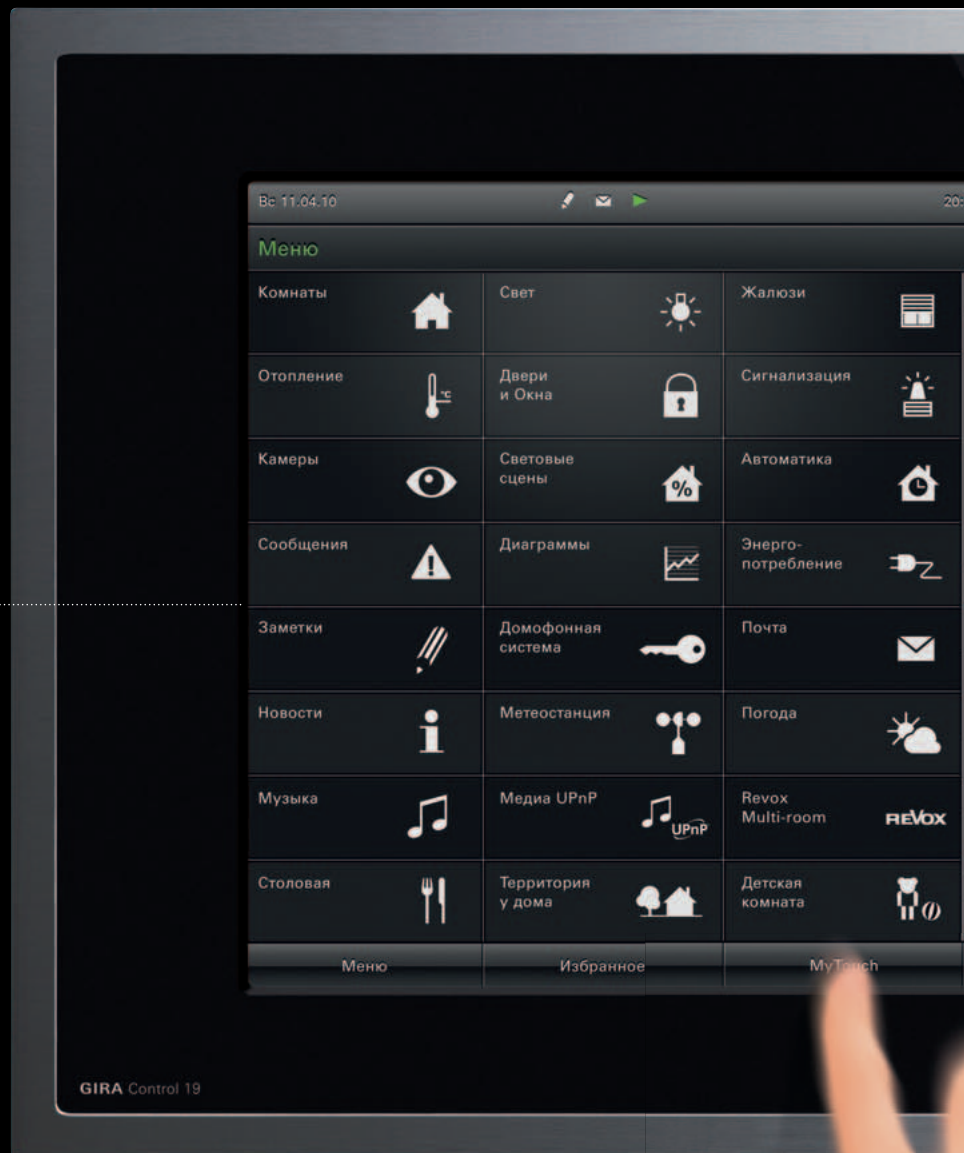 Вс 11.04.10
20:
Меню
Комнаты
Свет
Жалюзи
Отопление
°C
Двери
и Окна
Сигнализация
Камеры
Световые
сцены
%
Автоматика
Сообщения
Диаграммы
Энерго-
потребление
Заметки
Домофонная
система
Почта
Новости
Метеостанция
Погода
Музыка
Медиа UPnP
UPnP
Revox
Multi-room
REVOX
Столовая
Территория
у дома
Детская
комната
Меню
Избранное
MyTouch
GIRA Control 19